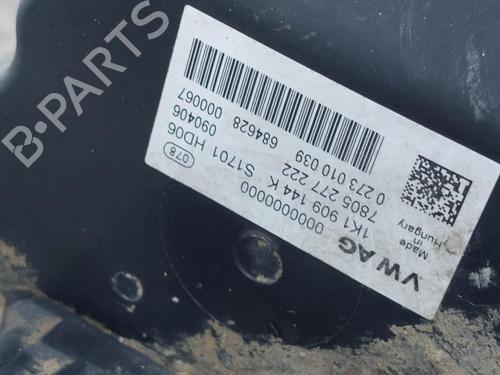 B-PARTS
VW AG
Made in Hungary
0000000000
1K1 909 144 K S1701 HD06
7805 277 222 090406
0 273 010 039
684628 000067
078